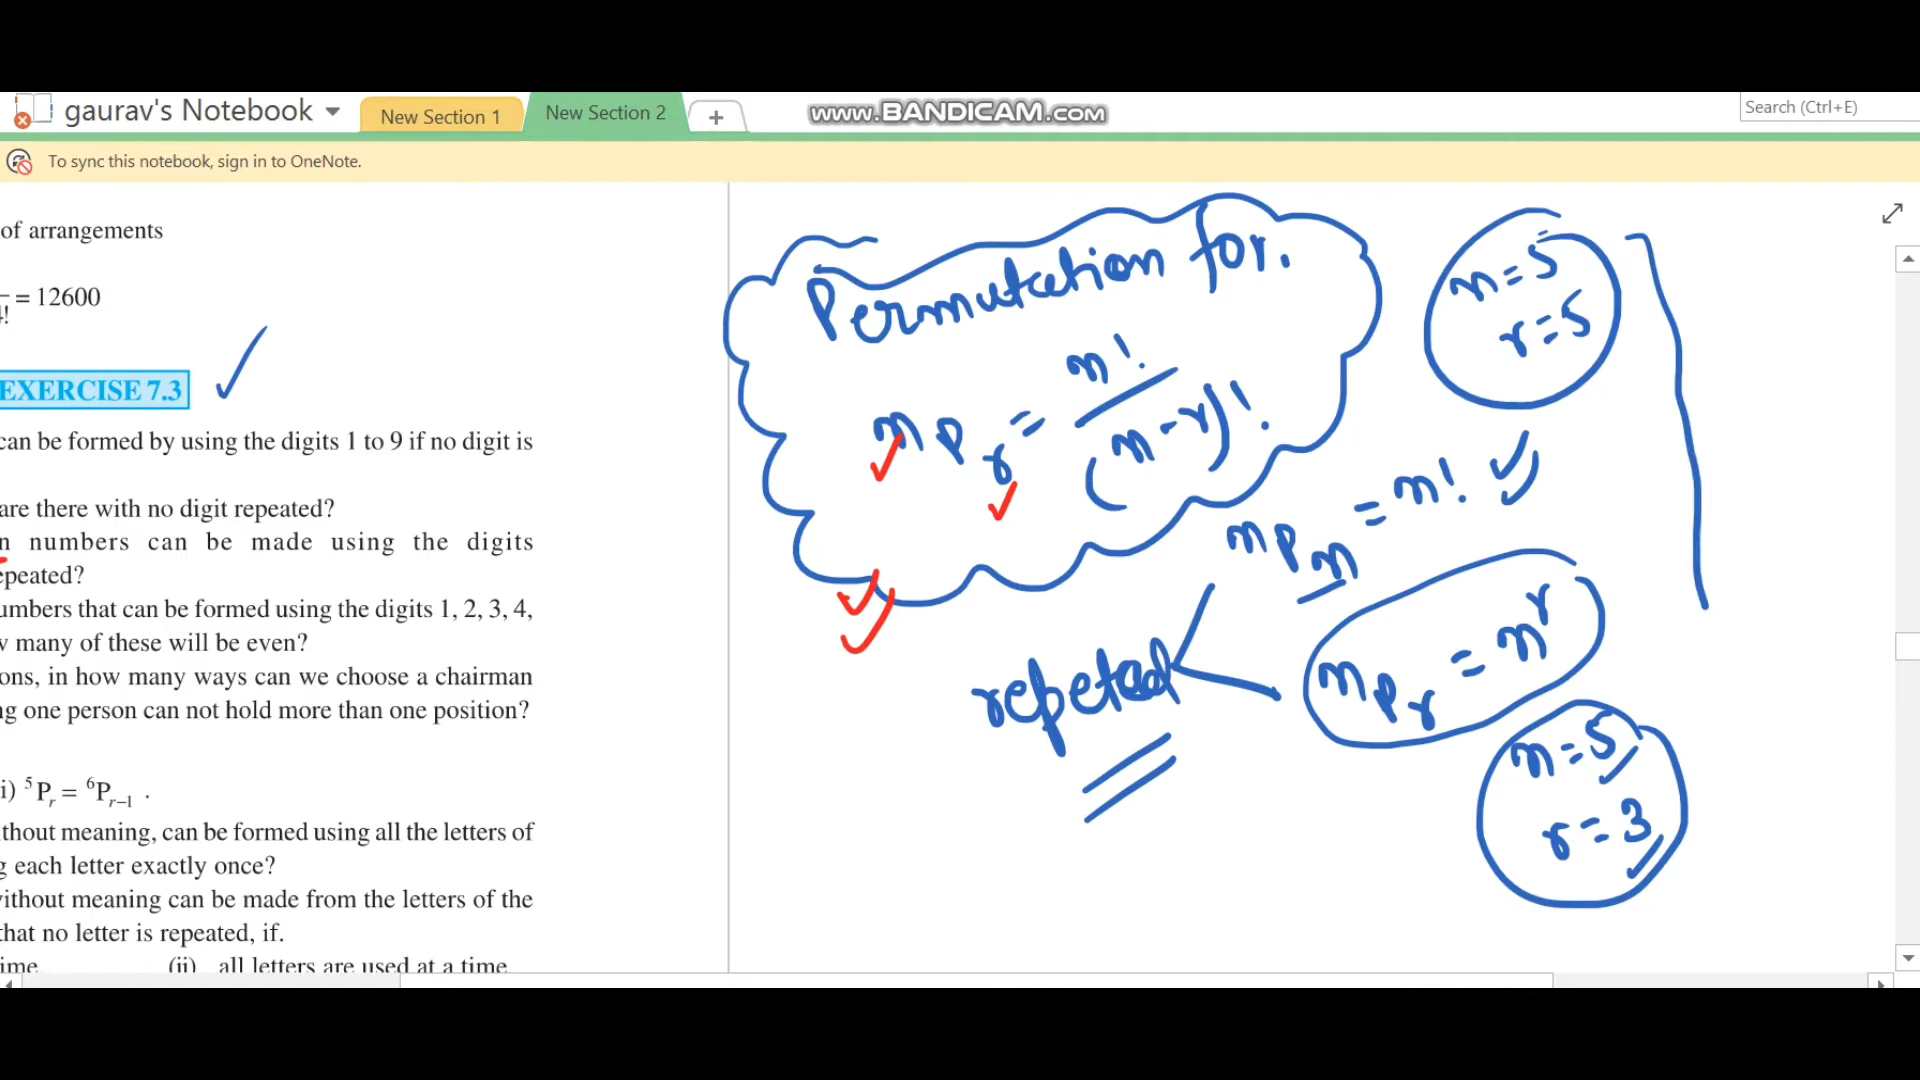 gaurav's Notebook
New Section 1
New Section 2
+
www.BANDICAM.com
Search (Ctrl+E)
To sync this notebook, sign in to OneNote.
of arrangements
= 12600
4!
EXERCISE 7.3
can be formed by using the digits 1 to 9 if no digit is
are there with no digit repeated?
n numbers can be made using the digits
epeated?
umbers that can be formed using the digits 1, 2, 3, 4,
w many of these will be even?
ons, in how many ways can we choose a chairman
ng one person can not hold more than one position?
i) ⁵Pᵣ = ⁶Pᵣ₋₁ .
ithout meaning, can be formed using all the letters of
g each letter exactly once?
vithout meaning can be made from the letters of the
that no letter is repeated, if.
ime
(ii) all letters are used at a time
Permutation for.
nPr = n! / (n-r)!
n=5
r=5
nPn = n!
repeted
nPr = n^r
n=5
r=3